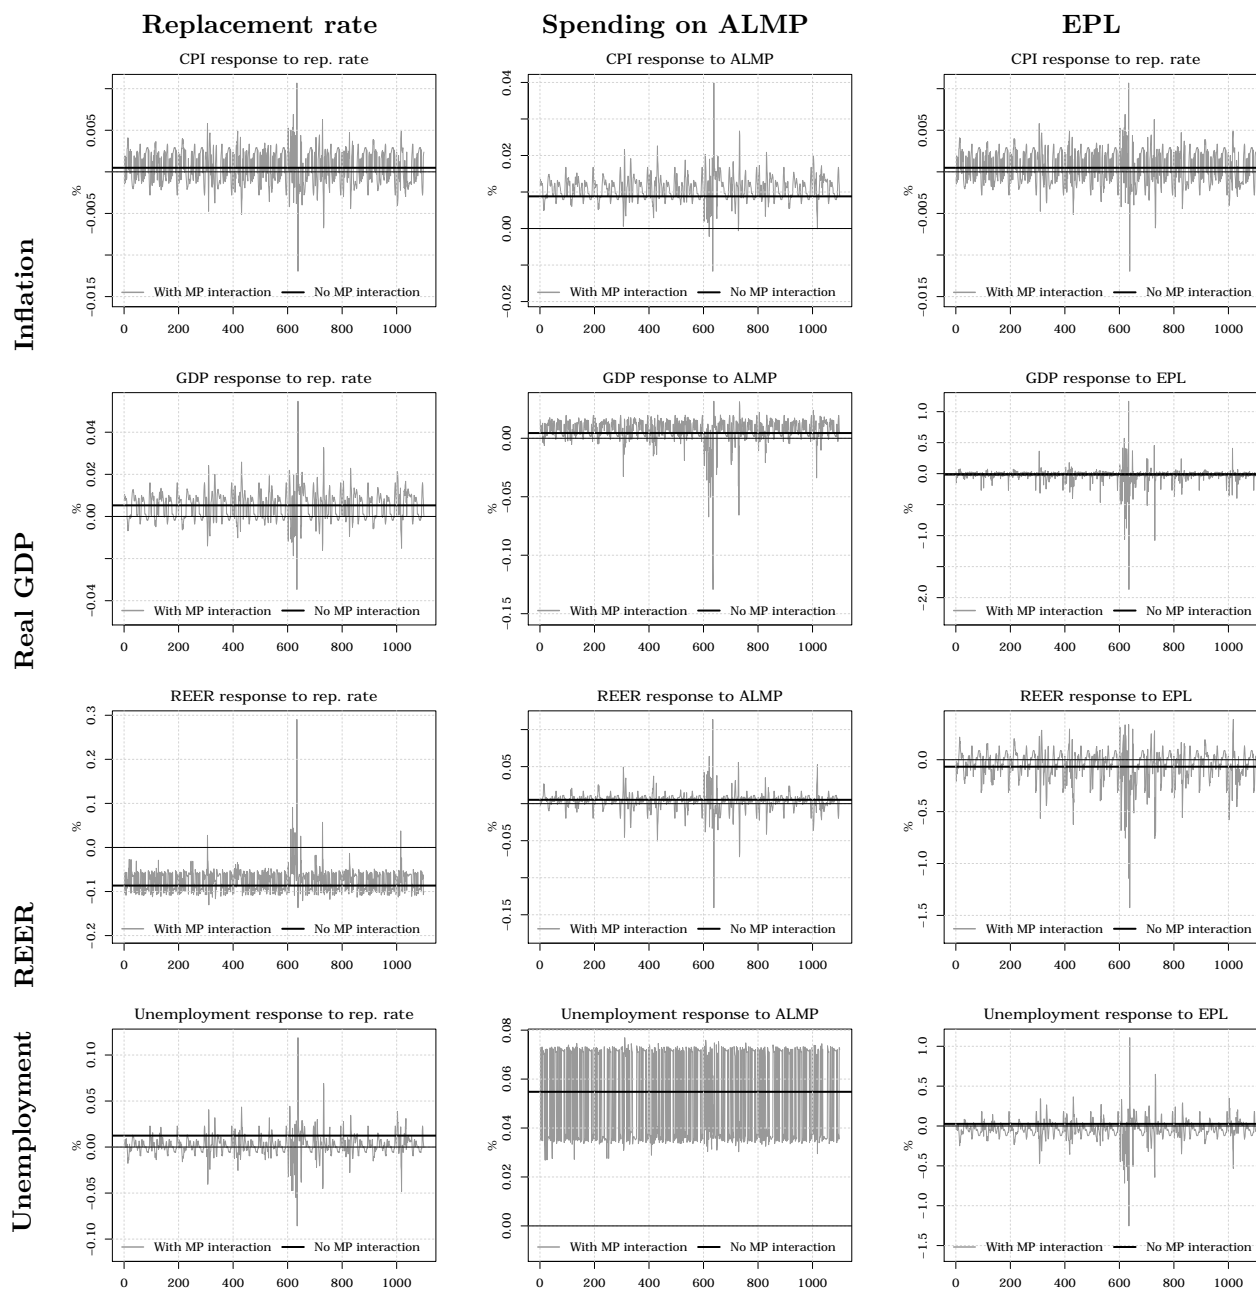 Replacement rate Spending on ALMP EPL
Inflation
CPI response to rep. rate
%
0.005
−0.005
−0.015
With MP interaction No MP interaction
0 200 400 600 800 1000
CPI response to ALMP
%
0.04
0.02
0.00
−0.02
With MP interaction No MP interaction
0 200 400 600 800 1000
CPI response to rep. rate
%
0.005
−0.005
−0.015
With MP interaction No MP interaction
0 200 400 600 800 1000
Real GDP
GDP response to rep. rate
%
0.04
0.02
0.00
−0.04
With MP interaction No MP interaction
0 200 400 600 800 1000
GDP response to ALMP
%
0.00
−0.05
−0.10
−0.15
With MP interaction No MP interaction
0 200 400 600 800 1000
GDP response to EPL
%
1.0
0.5
0.0
−1.0
−2.0
With MP interaction No MP interaction
0 200 400 600 800 1000
REER
REER response to rep. rate
%
0.3
0.2
0.1
0.0
−0.1
−0.2
With MP interaction No MP interaction
0 200 400 600 800 1000
REER response to ALMP
%
0.05
−0.05
−0.15
With MP interaction No MP interaction
0 200 400 600 800 1000
REER response to EPL
%
0.0
−0.5
−1.0
−1.5
With MP interaction No MP interaction
0 200 400 600 800 1000
Unemployment
Unemployment response to rep. rate
%
0.10
0.05
0.00
−0.05
−0.10
With MP interaction No MP interaction
0 200 400 600 800 1000
Unemployment response to ALMP
%
0.08
0.06
0.04
0.02
0.00
With MP interaction No MP interaction
0 200 400 600 800 1000
Unemployment response to EPL
%
1.0
0.5
0.0
−0.5
−1.0
−1.5
With MP interaction No MP interaction
0 200 400 600 800 1000